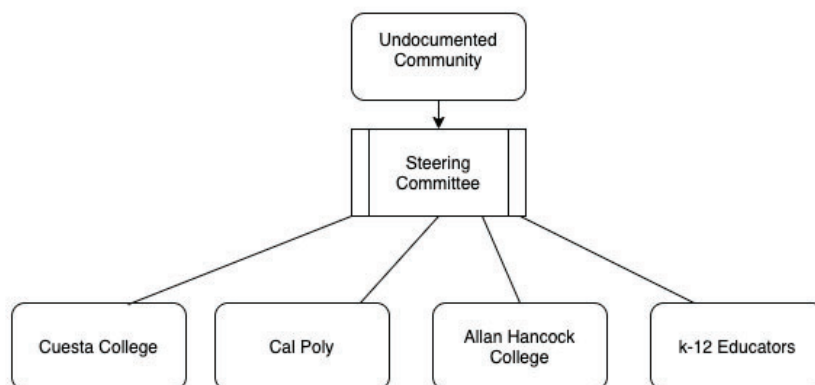 Undocumented
Community
Steering
Committee
Cuesta College
Cal Poly
Allan Hancock
College
k-12 Educators